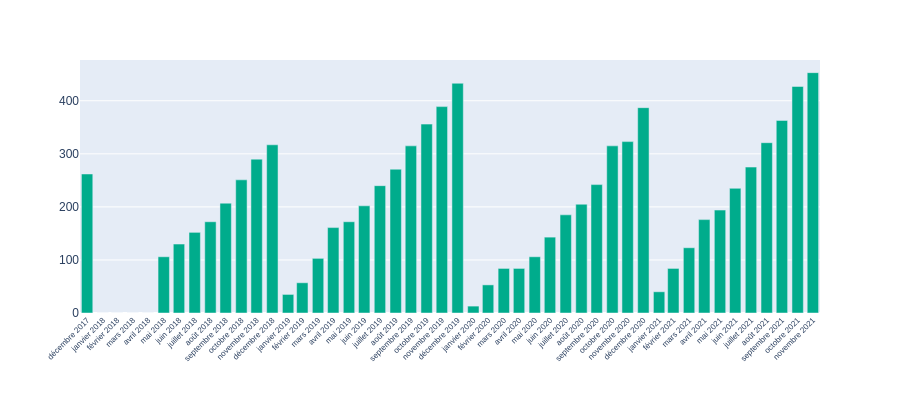 400
300
200
100
0
décembre 2017
janvier 2018
février 2018
mars 2018
avril 2018
mai 2018
juin 2018
juillet 2018
août 2018
septembre 2018
octobre 2018
novembre 2018
décembre 2018
janvier 2019
février 2019
mars 2019
avril 2019
mai 2019
juin 2019
juillet 2019
août 2019
septembre 2019
octobre 2019
novembre 2019
décembre 2019
janvier 2020
février 2020
mars 2020
avril 2020
mai 2020
juin 2020
juillet 2020
août 2020
septembre 2020
octobre 2020
novembre 2020
décembre 2020
janvier 2021
février 2021
mars 2021
avril 2021
mai 2021
juin 2021
juillet 2021
août 2021
septembre 2021
octobre 2021
novembre 2021